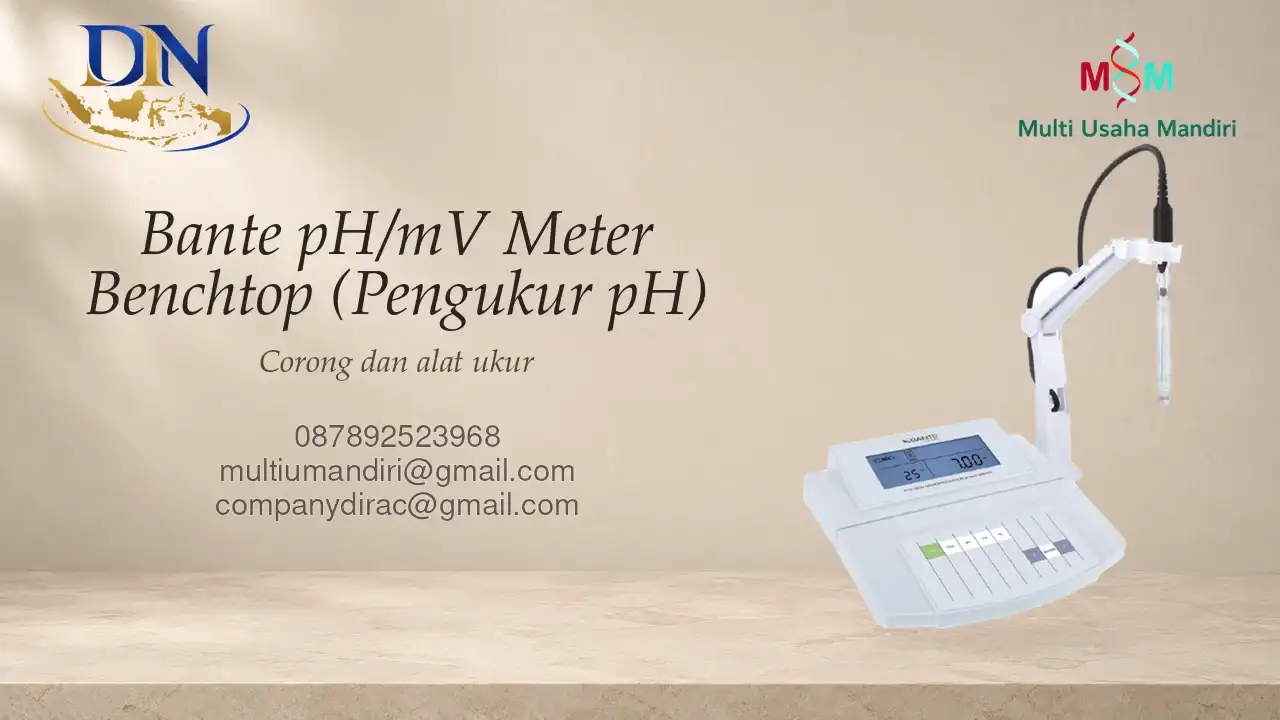 DN
M M
Multi Usaha Mandiri
Bante pH/mV Meter
Benchtop (Pengukur pH)
Corong dan alat ukur
087892523968
multiumandiri@gmail.com
companydirac@gmail.com
BANTE
25
7.00